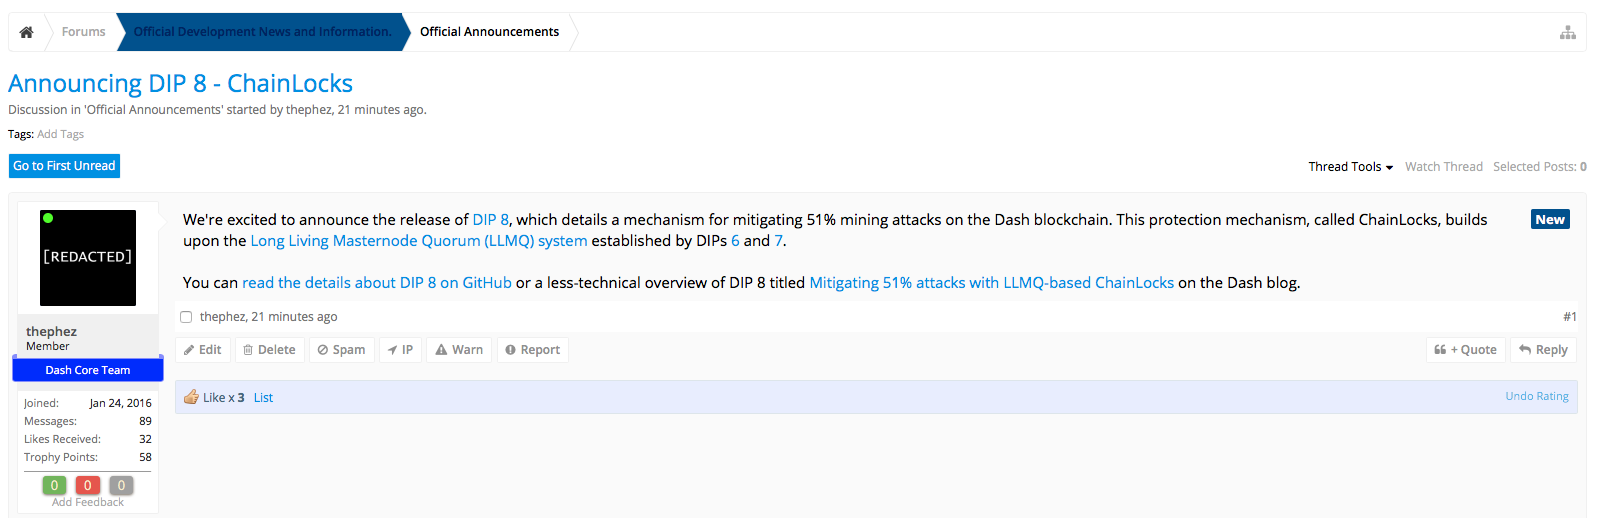 Forums
Official Development News and Information.
Official Announcements
Announcing DIP 8 - ChainLocks
Discussion in 'Official Announcements' started by thephez, 21 minutes ago.
Tags: Add Tags
Go to First Unread
Thread Tools Watch Thread Selected Posts: 0
[REDACTED]
thephez
Member
Dash Core Team
Joined: Jan 24, 2016
Messages: 89
Likes Received: 32
Trophy Points: 58
0 0 0
Add Feedback
We're excited to announce the release of DIP 8, which details a mechanism for mitigating 51% mining attacks on the Dash blockchain. This protection mechanism, called ChainLocks, builds
upon the Long Living Masternode Quorum (LLMQ) system established by DIPs 6 and 7.
New
You can read the details about DIP 8 on GitHub or a less-technical overview of DIP 8 titled Mitigating 51% attacks with LLMQ-based ChainLocks on the Dash blog.
thephez, 21 minutes ago #1
Edit Delete Spam IP Warn Report + Quote Reply
Like x 3 List Undo Rating